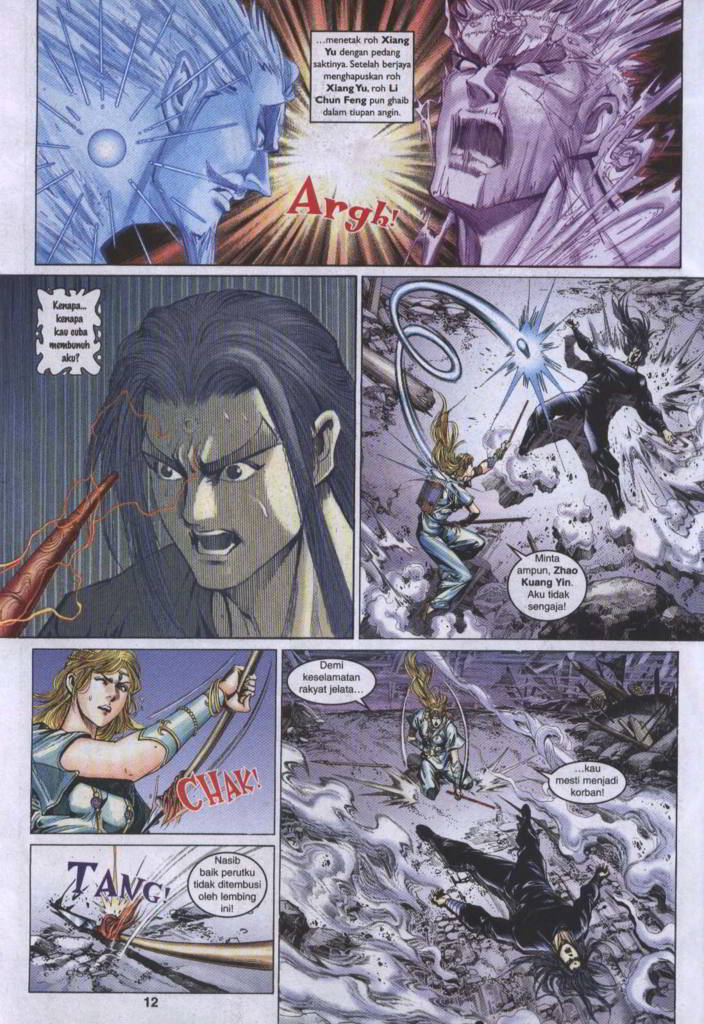 ...menetak roh Xiang
Yu dengan pedang
saktinya. Setelah berjaya
menghapuskan roh
Xiang Yu, roh Li
Chun Feng pun ghaib
dalam tiupan angin.
Argh!
Kenapa...
kenapa
kau cuba
membunuh
aku?
Minta
ampun, Zhao
Kuang Yin.
Aku tidak
sengaja!
CHAK!
Demi
keselamatan
rakyat jelata...
...kau
mesti menjadi
korban!
TANG!
Nasib
baik perutku
tidak ditembusi
oleh lembing
ini!
12